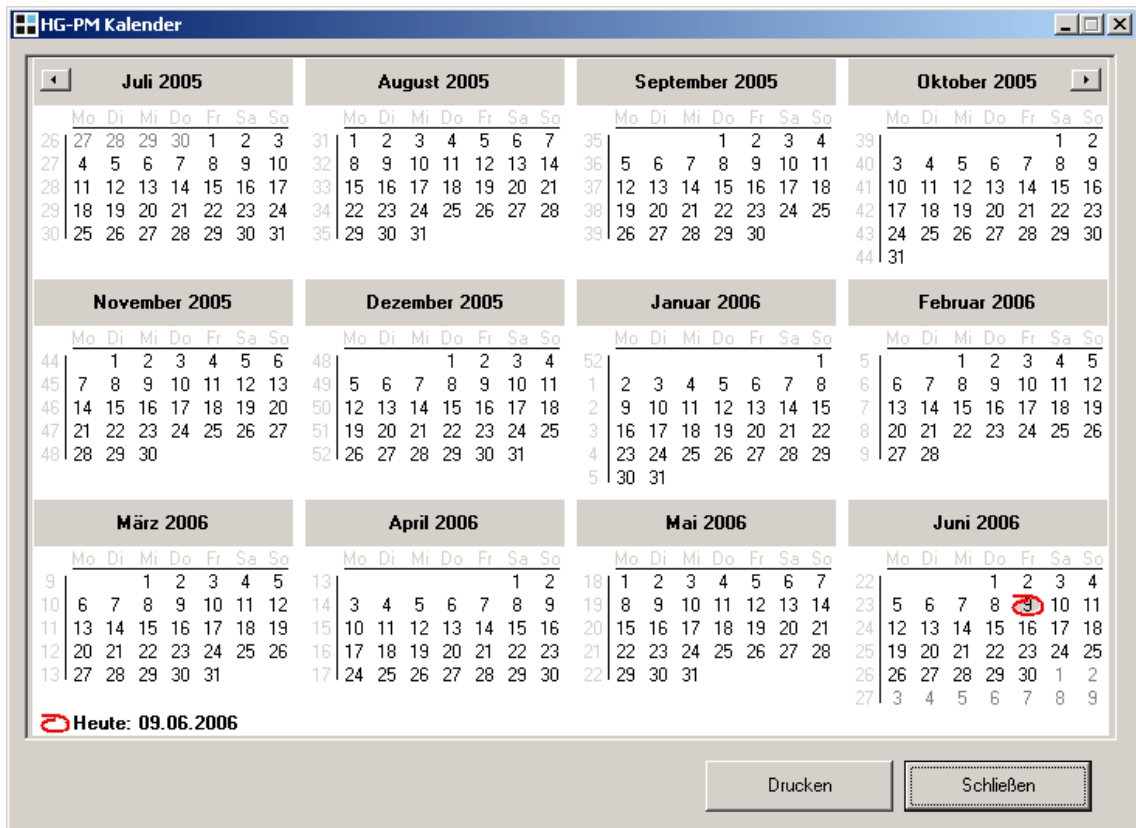 HG-PM Kalender
Juli 2005 August 2005 September 2005 Oktober 2005
Mo Di Mi Do Fr Sa So Mo Di Mi Do Fr Sa So Mo Di Mi Do Fr Sa So Mo Di Mi Do Fr Sa So
26 27 28 29 30 1 2 3 31 1 2 3 4 5 6 7 35 1 2 3 4 39 1 2
27 4 5 6 7 8 9 10 32 8 9 10 11 12 13 14 36 5 6 7 8 9 10 11 40 3 4 5 6 7 8 9
28 11 12 13 14 15 16 17 33 15 16 17 18 19 20 21 37 12 13 14 15 16 17 18 41 10 11 12 13 14 15 16
29 18 19 20 21 22 23 24 34 22 23 24 25 26 27 28 38 19 20 21 22 23 24 25 42 17 18 19 20 21 22 23
30 25 26 27 28 29 30 31 35 29 30 31 39 26 27 28 29 30 43 24 25 26 27 28 29 30
44 31
November 2005 Dezember 2005 Januar 2006 Februar 2006
Mo Di Mi Do Fr Sa So Mo Di Mi Do Fr Sa So Mo Di Mi Do Fr Sa So Mo Di Mi Do Fr Sa So
44 1 2 3 4 5 6 48 1 2 3 4 52 1 5 1 2 3 4 5
45 7 8 9 10 11 12 13 49 5 6 7 8 9 10 11 1 2 3 4 5 6 7 8 6 6 7 8 9 10 11 12
46 14 15 16 17 18 19 20 50 12 13 14 15 16 17 18 2 9 10 11 12 13 14 15 7 13 14 15 16 17 18 19
47 21 22 23 24 25 26 27 51 19 20 21 22 23 24 25 3 16 17 18 19 20 21 22 8 20 21 22 23 24 25 26
48 28 29 30 52 26 27 28 29 30 31 4 23 24 25 26 27 28 29 9 27 28
5 30 31
März 2006 April 2006 Mai 2006 Juni 2006
Mo Di Mi Do Fr Sa So Mo Di Mi Do Fr Sa So Mo Di Mi Do Fr Sa So Mo Di Mi Do Fr Sa So
9 1 2 3 4 5 13 1 2 18 1 2 3 4 5 6 7 22 1 2 3 4
10 6 7 8 9 10 11 12 14 3 4 5 6 7 8 9 19 8 9 10 11 12 13 14 23 5 6 7 8 9 10 11
11 13 14 15 16 17 18 19 15 10 11 12 13 14 15 16 20 15 16 17 18 19 20 21 24 12 13 14 15 16 17 18
12 20 21 22 23 24 25 26 16 17 18 19 20 21 22 23 21 22 23 24 25 26 27 28 25 19 20 21 22 23 24 25
13 27 28 29 30 31 17 24 25 26 27 28 29 30 22 29 30 31 26 26 27 28 29 30 1 2
27 3 4 5 6 7 8 9
Heute: 09.06.2006
Drucken Schließen